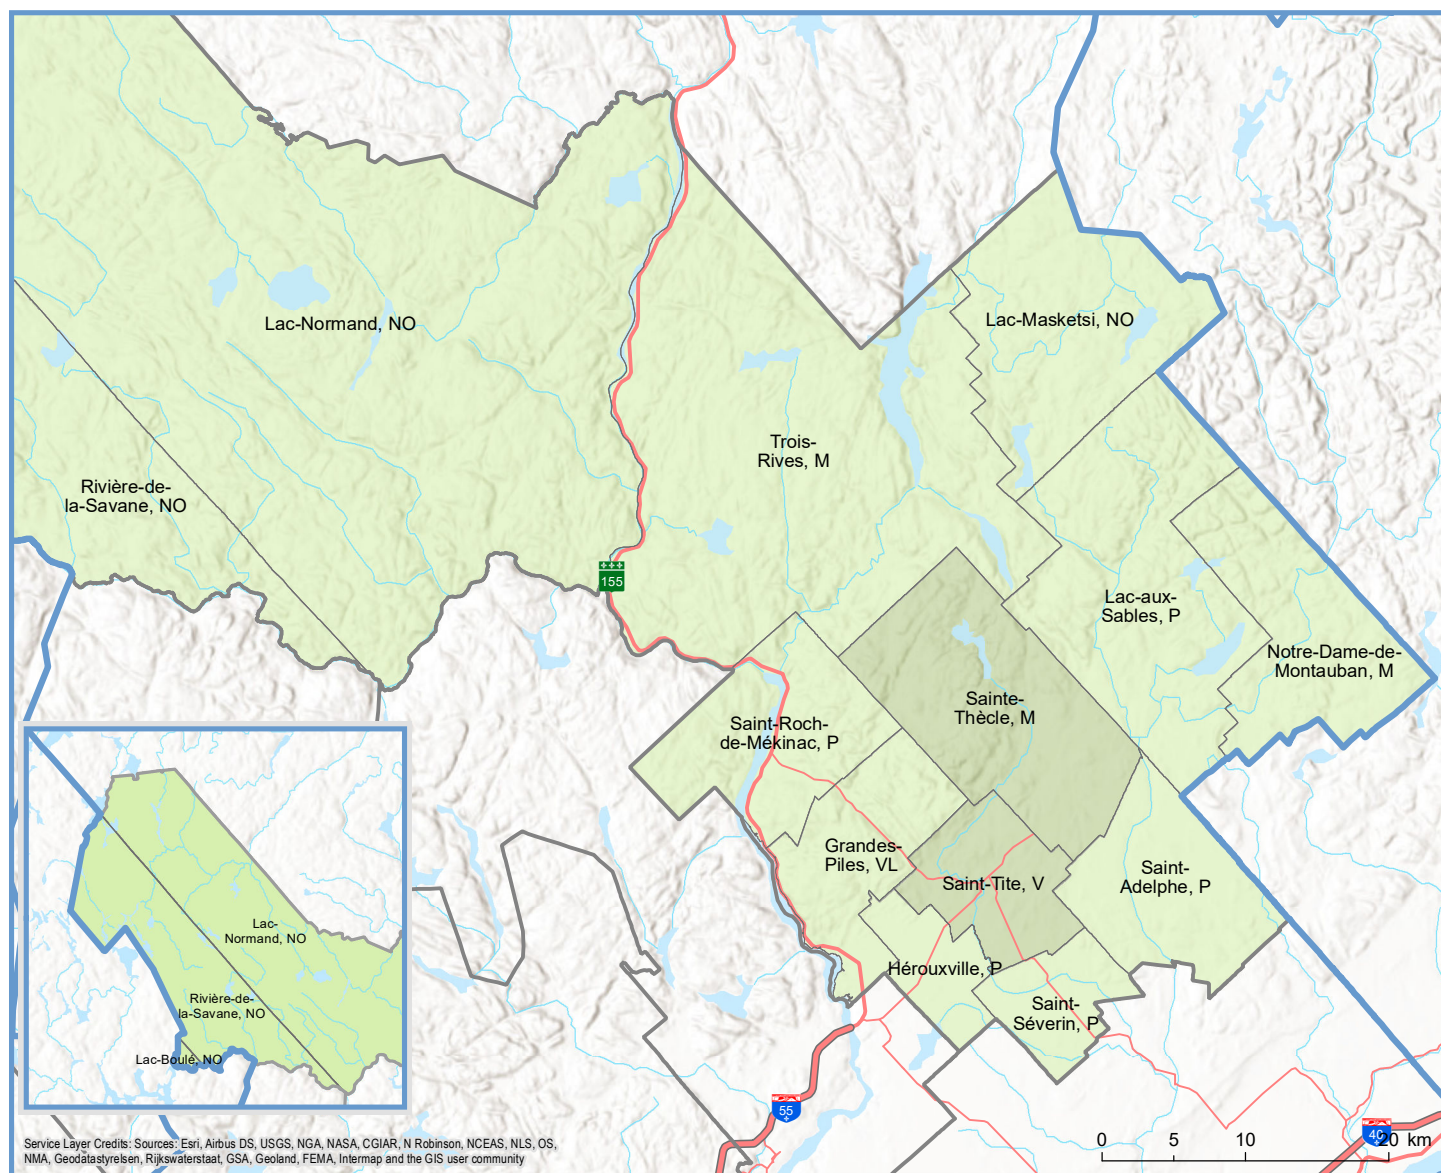 Lac-Normand, NO
Lac-Masketsi, NO
Trois-
Rives, M
Rivière-de-
la-Savane, NO
155
Lac-aux-
Sables, P
Notre-Dame-de-
Montauban, M
Sainte-
Thècle, M
Saint-Roch-
de-Mékinac, P
Grandes-
Piles, VL
Saint-Tite, V
Saint-
Adelphe, P
Hérouxville, P
Saint-
Séverin, P
Lac-
Normand, NO
Rivière-de-
la-Savane, NO
Lac-Boulé, NO
55
40
0 5 10 20 km
Service Layer Credits: Sources: Esri, Airbus DS, USGS, NGA, NASA, CGIAR, N Robinson, NCEAS, NLS, OS,
NMA, Geodatastyrelsen, Rijkswaterstaat, GSA, Geoland, FEMA, Intermap and the GIS user community